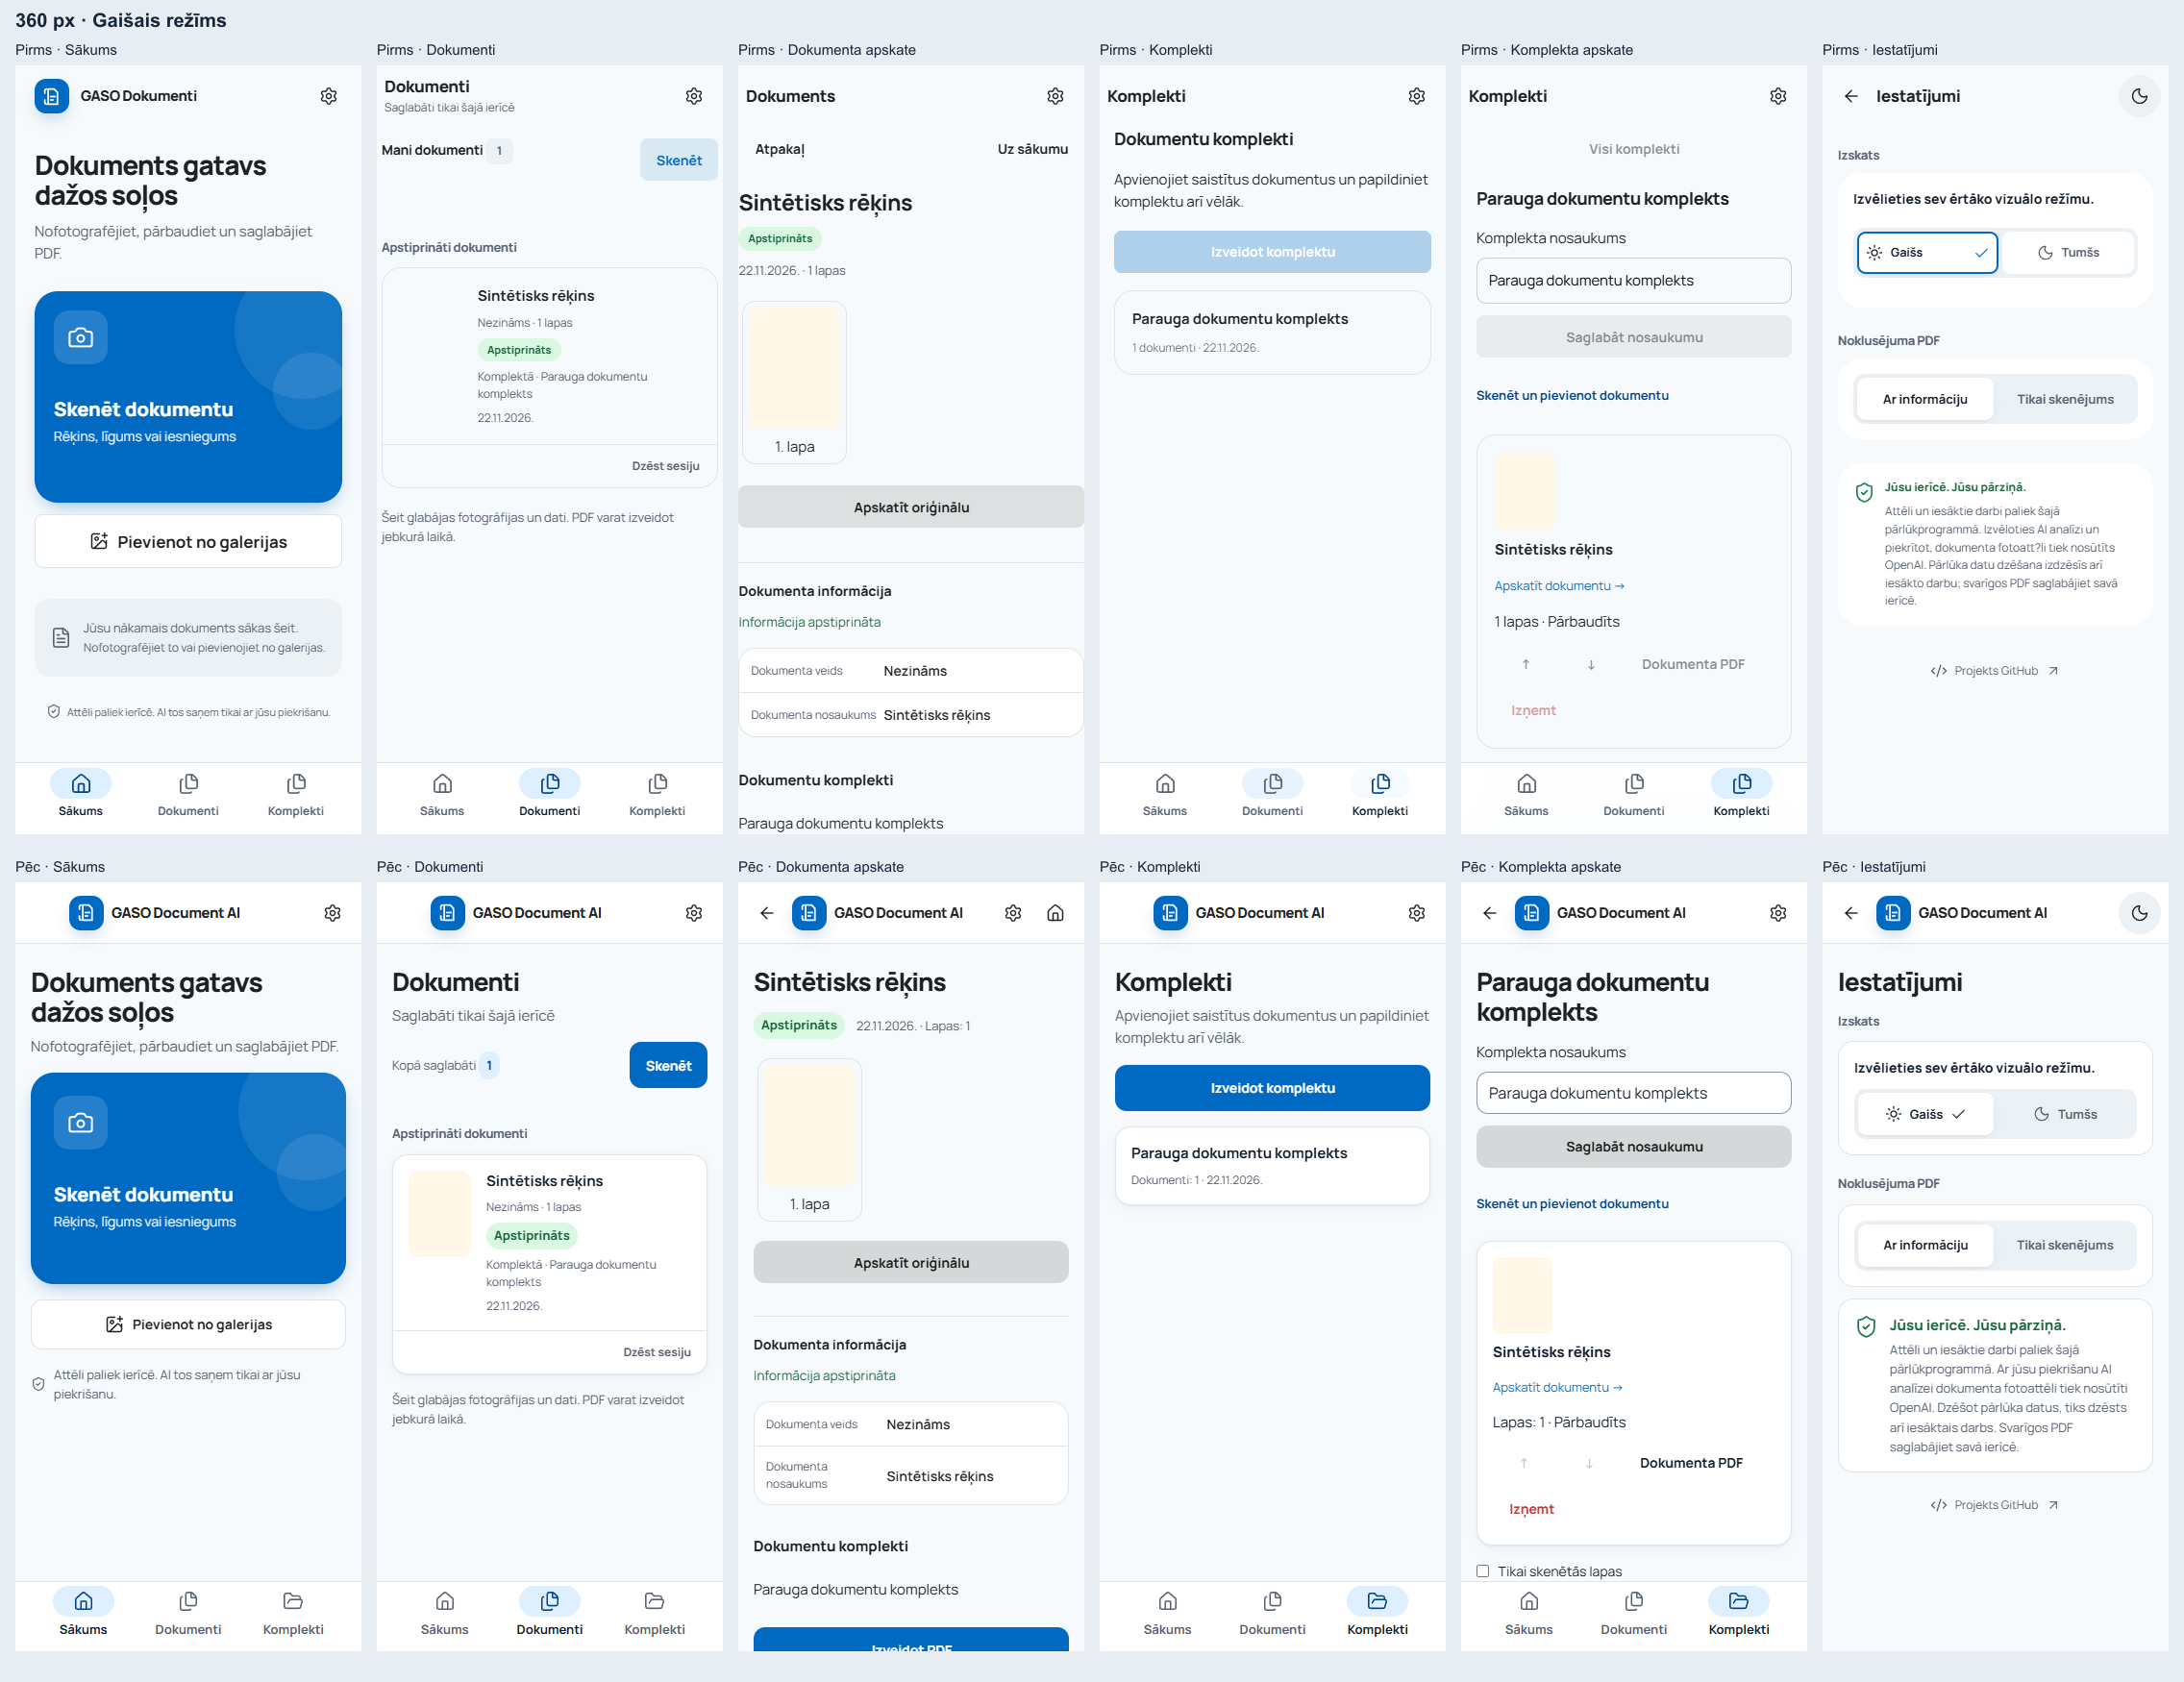 360 px · Gaišais režīms
Pirms · Sākums
GASO Dokumenti
Dokuments gatavs
dažos soļos
Nofotografējiet, pārbaudiet un saglabājiet
PDF.
Skenēt dokumentu
Rēķins, līgums vai iesniegums
Pievienot no galerijas
Jūsu nākamais dokuments sākas šeit.
Nofotografējiet to vai pievienojiet no galerijas.
Attēli paliek ierīcē. AI tos saņem tikai ar jūsu piekrišanu.
Sākums
Dokumenti
Komplekti
Pirms · Dokumenti
Dokumenti
Saglabāti tikai šajā ierīcē
Mani dokumenti 1
Skenēt
Apstiprināti dokumenti
Sintētisks rēķins
Nezināms · 1 lapas
Apstiprināts
Komplektā · Parauga dokumentu
komplekts
22.11.2026.
Dzēst sesiju
Šeit glabājas fotogrāfijas un dati. PDF varat izveidot
jebkurā laikā.
Sākums
Dokumenti
Komplekti
Pirms · Dokumenta apskate
Dokuments
Atpakaļ
Uz sākumu
Sintētisks rēķins
Apstiprināts
22.11.2026. · 1 lapas
1. lapa
Apskatīt oriģinālu
Dokumenta informācija
Informācija apstiprināta
Dokumenta veids Nezināms
Dokumenta nosaukums Sintētisks rēķins
Dokumentu komplekti
Parauga dokumentu komplekts
Pirms · Komplekti
Komplekti
Dokumentu komplekti
Apvienojiet saistītus dokumentus un papildiniet
komplektu arī vēlāk.
Izveidot komplektu
Parauga dokumentu komplekts
1 dokumenti · 22.11.2026.
Sākums
Dokumenti
Komplekti
Pirms · Komplekta apskate
Komplekti
Visi komplekti
Parauga dokumentu komplekts
Komplekta nosaukums
Parauga dokumentu komplekts
Saglabāt nosaukumu
Skenēt un pievienot dokumentu
Sintētisks rēķins
Apskatīt dokumentu →
1 lapas · Pārbaudīts
↑ ↓ Dokumenta PDF
Izņemt
Sākums
Dokumenti
Komplekti
Pirms · Iestatījumi
Iestatījumi
Izskats
Izvēlieties sev ērtāko vizuālo režīmu.
Gaišs
Tumšs
Noklusējuma PDF
Ar informāciju
Tikai skenējums
Jūsu ierīcē. Jūsu pārziņā.
Attēli un iesāktie darbi paliek šajā
pārlūkprogrammā. Izvēloties AI analīzi un
piekrītot, dokumenta fotoatt?li tiek nosūtīts
OpenAI. Pārlūka datu dzēšana izdzēsīs arī
iesākto darbu; svarīgos PDF saglabājiet savā
ierīcē.
Projekts GitHub
Pēc · Sākums
GASO Document AI
Dokuments gatavs
dažos soļos
Nofotografējiet, pārbaudiet un saglabājiet PDF.
Skenēt dokumentu
Rēķins, līgums vai iesniegums
Pievienot no galerijas
Attēli paliek ierīcē. AI tos saņem tikai ar jūsu
piekrišanu.
Sākums
Dokumenti
Komplekti
Pēc · Dokumenti
GASO Document AI
Dokumenti
Saglabāti tikai šajā ierīcē
Kopā saglabāti 1
Skenēt
Apstiprināti dokumenti
Sintētisks rēķins
Nezināms · 1 lapas
Apstiprināts
Komplektā · Parauga dokumentu
komplekts
22.11.2026.
Dzēst sesiju
Šeit glabājas fotogrāfijas un dati. PDF varat izveidot
jebkurā laikā.
Sākums
Dokumenti
Komplekti
Pēc · Dokumenta apskate
GASO Document AI
Sintētisks rēķins
Apstiprināts
22.11.2026. · Lapas: 1
1. lapa
Apskatīt oriģinālu
Dokumenta informācija
Informācija apstiprināta
Dokumenta veids Nezināms
Dokumenta
nosaukums
Sintētisks rēķins
Dokumentu komplekti
Parauga dokumentu komplekts
Izveidot PDF
Pēc · Komplekti
GASO Document AI
Komplekti
Apvienojiet saistītus dokumentus un papildiniet
komplektu arī vēlāk.
Izveidot komplektu
Parauga dokumentu komplekts
Dokumenti: 1 · 22.11.2026.
Sākums
Dokumenti
Komplekti
Pēc · Komplekta apskate
GASO Document AI
Parauga dokumentu
komplekts
Komplekta nosaukums
Parauga dokumentu komplekts
Saglabāt nosaukumu
Skenēt un pievienot dokumentu
Sintētisks rēķins
Apskatīt dokumentu →
Lapas: 1 · Pārbaudīts
↑ ↓ Dokumenta PDF
Izņemt
Tikai skenētās lapas
Sākums
Dokumenti
Komplekti
Pēc · Iestatījumi
GASO Document AI
Iestatījumi
Izskats
Izvēlieties sev ērtāko vizuālo režīmu.
Gaišs
Tumšs
Noklusējuma PDF
Ar informāciju
Tikai skenējums
Jūsu ierīcē. Jūsu pārziņā.
Attēli un iesāktie darbi paliek šajā
pārlūkprogrammā. Ar jūsu piekrišanu AI
analīzei dokumenta fotoattēli tiek nosūtīti
OpenAI. Dzēšot pārlūka datus, tiks dzēsts
arī iesāktais darbs. Svarīgos PDF
saglabājiet savā ierīcē.
Projekts GitHub